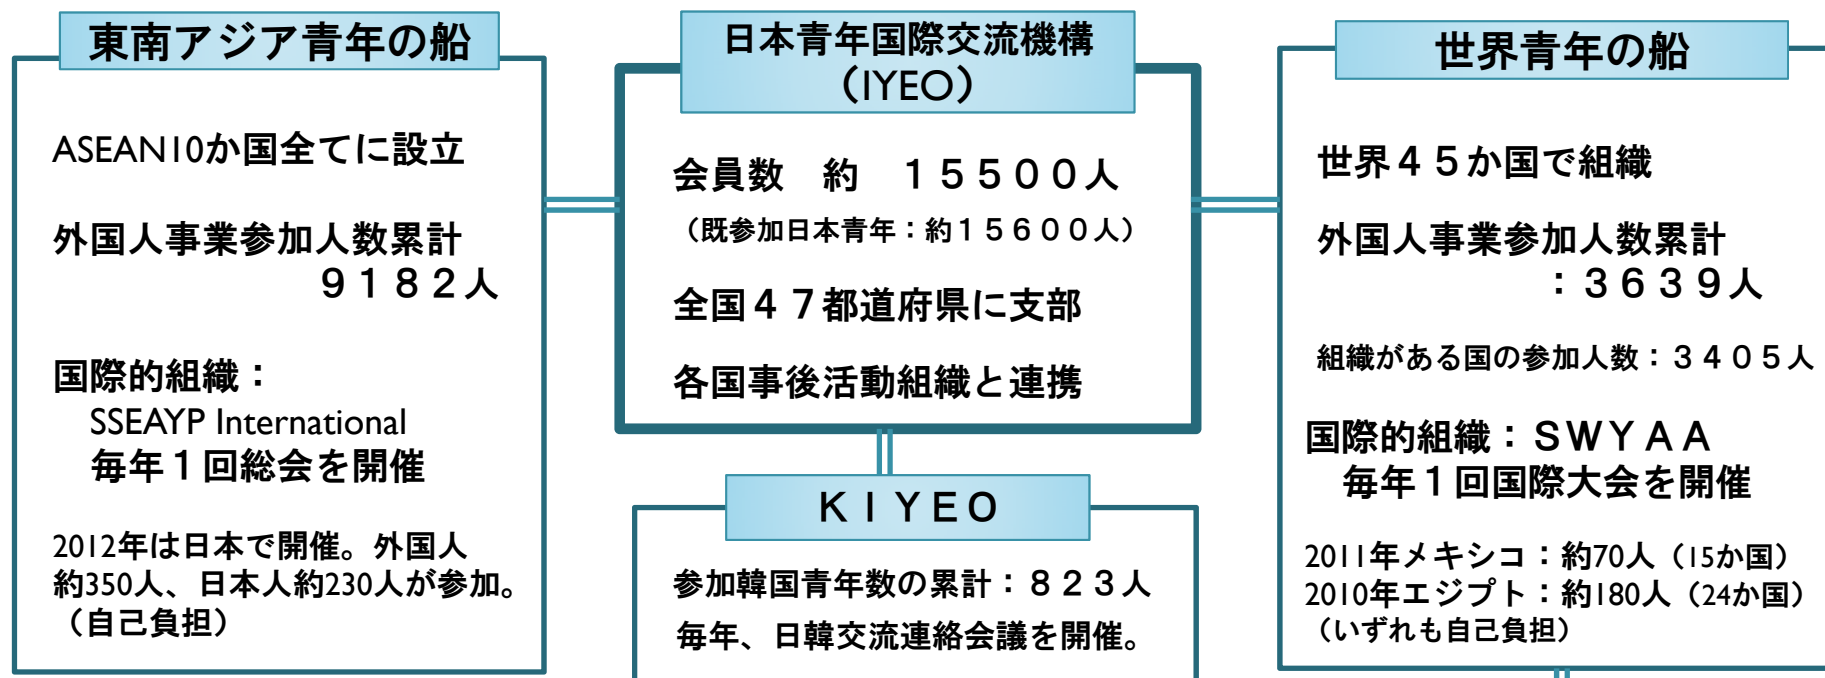 東南アジア青年の船
ASEAN10か国全てに設立
外国人事業参加人数累計
９１８２人
国際的組織：
SSEAYP International
毎年１回総会を開催
2012年は日本で開催。外国人
約350人、日本人約230人が参加。
（自己負担）
日本青年国際交流機構
（IYEO）
会員数　約　１５５００人
（既参加日本青年：約１５６００人）
全国４７都道府県に支部
各国事後活動組織と連携
ＫＩＹＥＯ
参加韓国青年数の累計：８２３人
毎年、日韓交流連絡会議を開催。
世界青年の船
世界４５か国で組織
外国人事業参加人数累計
：３６３９人
組織がある国の参加人数：３４０５人
国際的組織：ＳＷＹＡＡ
毎年１回国際大会を開催
2011年メキシコ：約70人（15か国）
2010年エジプト：約180人（24か国）
（いずれも自己負担）